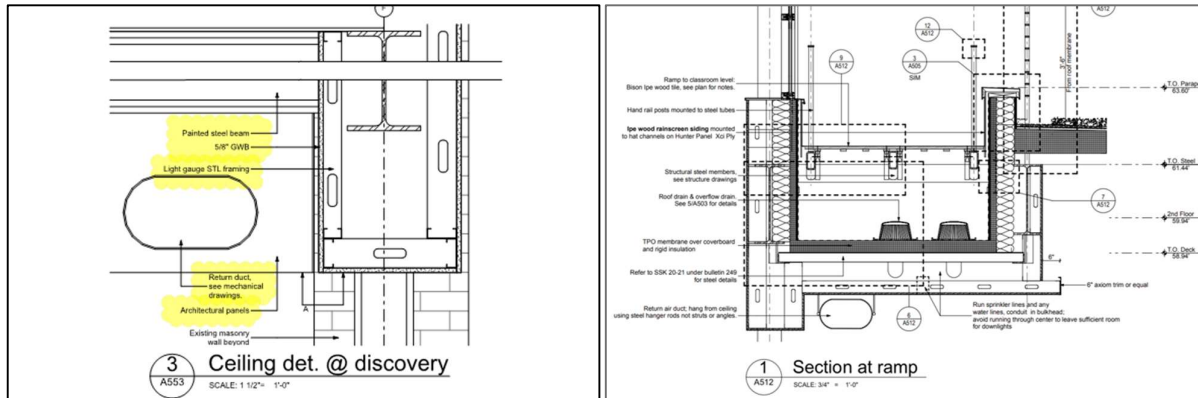 F
Painted steel beam
5/8" GWB
Light gauge STL framing
Return duct,
see mechanical
drawings.
Architectural panels
A
Existing masonry
wall beyond
3
A553
Ceiling det. @ discovery
SCALE: 1 1/2"= 1'-0"
A512
12
A512
9
A512
3
A505
SIM
3'-6"
From roof membrane
Ramp to classroom level:
Bison Ipe wood tile, see plan for notes.
Hand rail posts mounted to steel tubes
Ipe wood rainscreen siding mounted
to hat channels on Hunter Panel Xci Ply
Structural steel members,
see structure drawings
Roof drain & overflow drain.
See 5/A503 for details
TPO membrane over coverboard
and rigid insulation
Refer to SSK 20-21 under bulletin 249
for steel details
Return air duct; hang from ceiling
using steel hanger rods not struts or angles.
T.O. Parap
63.60'
T.O. Steel
61.44'
7
A512
2nd Floor
59.94'
T.O. Deck
58.94'
6"
6" axiom trim or equal
6
A512
Run sprinkler lines and any
water lines, conduit in bulkhead;
avoid running through center to leave sufficient room
for downlights
1
A512
Section at ramp
SCALE: 3/4" = 1'-0"